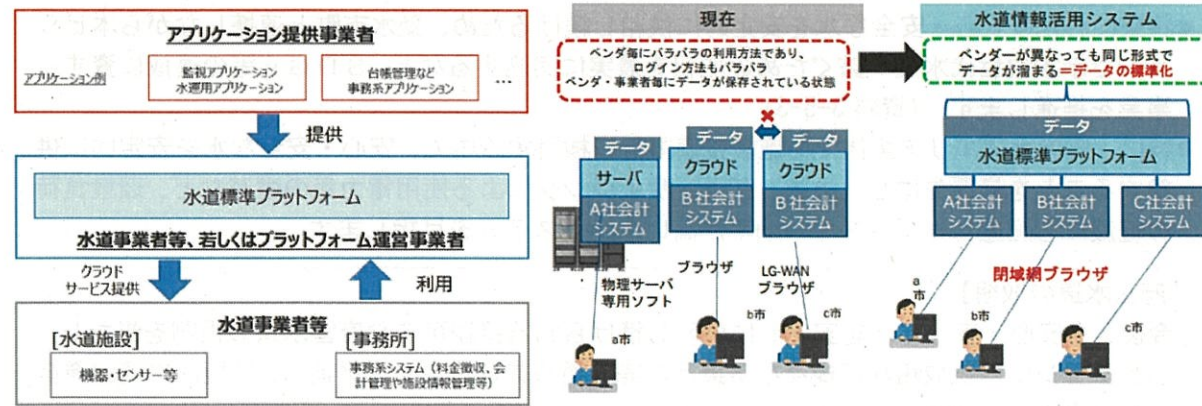 アプリケーション提供事業者
アプリケーション例
監視アプリケーション
水運用アプリケーション
台帳管理など
事務系アプリケーション
…
提供
水道標準プラットフォーム
水道事業者等、若しくはプラットフォーム運営事業者
クラウド
サービス提供
利用
水道事業者等
[水道施設]
機器・センサー等
[事務所]
事務系システム（料金徴収、会
計管理や施設情報管理等）
現在
ベンダ毎にバラバラの利用方法であり、
ログイン方法もバラバラ
ベンダ・事業者毎にデータが保存されている状態
データ
サーバ
A社会計
システム
データ
クラウド
B社会計
システム
データ
クラウド
B社会計
システム
物理サーバ
専用ソフト
ブラウザ
LG-WAN
ブラウザ
a市
b市
c市
水道情報活用システム
ベンダーが異なっても同じ形式で
データが溜まる＝データの標準化
データ
水道標準プラットフォーム
A社会計
システム
B社会計
システム
C社会計
システム
閉域網ブラウザ
a
市
b市
c市